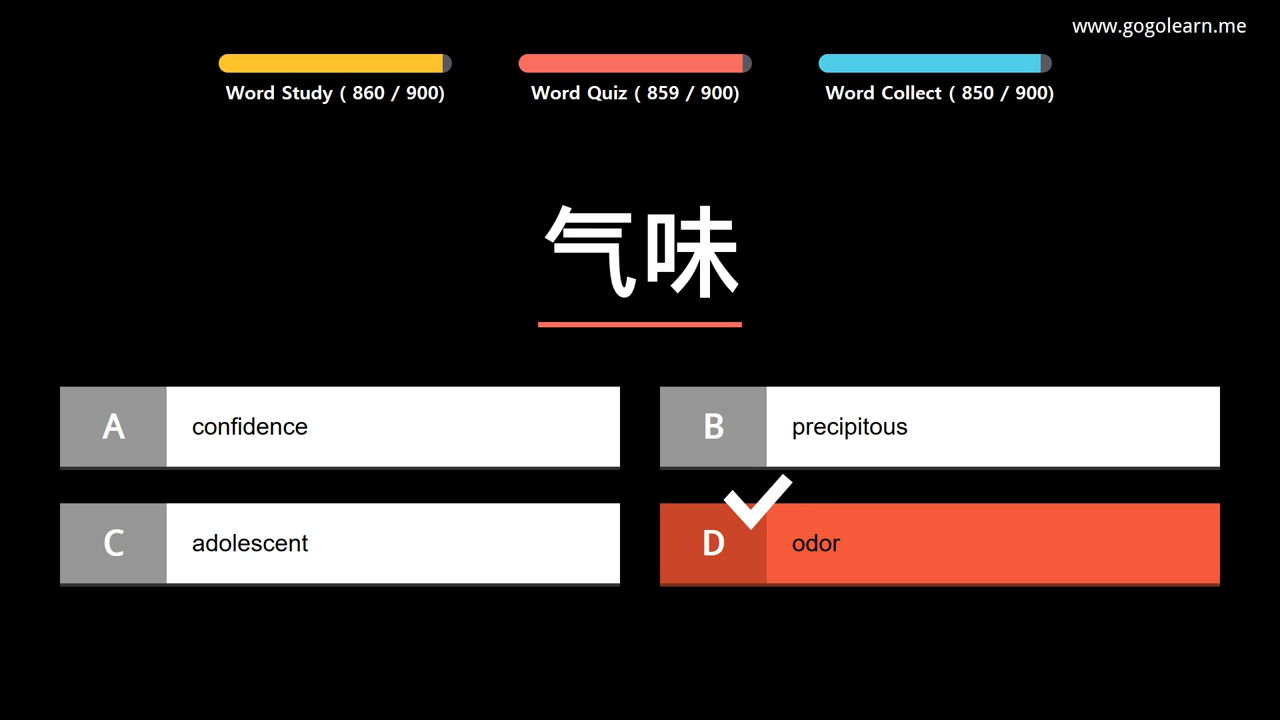 www.gogolearn.me
Word Study ( 860 / 900)
Word Quiz ( 859 / 900)
Word Collect ( 850 / 900)
气味
A confidence
B precipitous
C adolescent
D odor